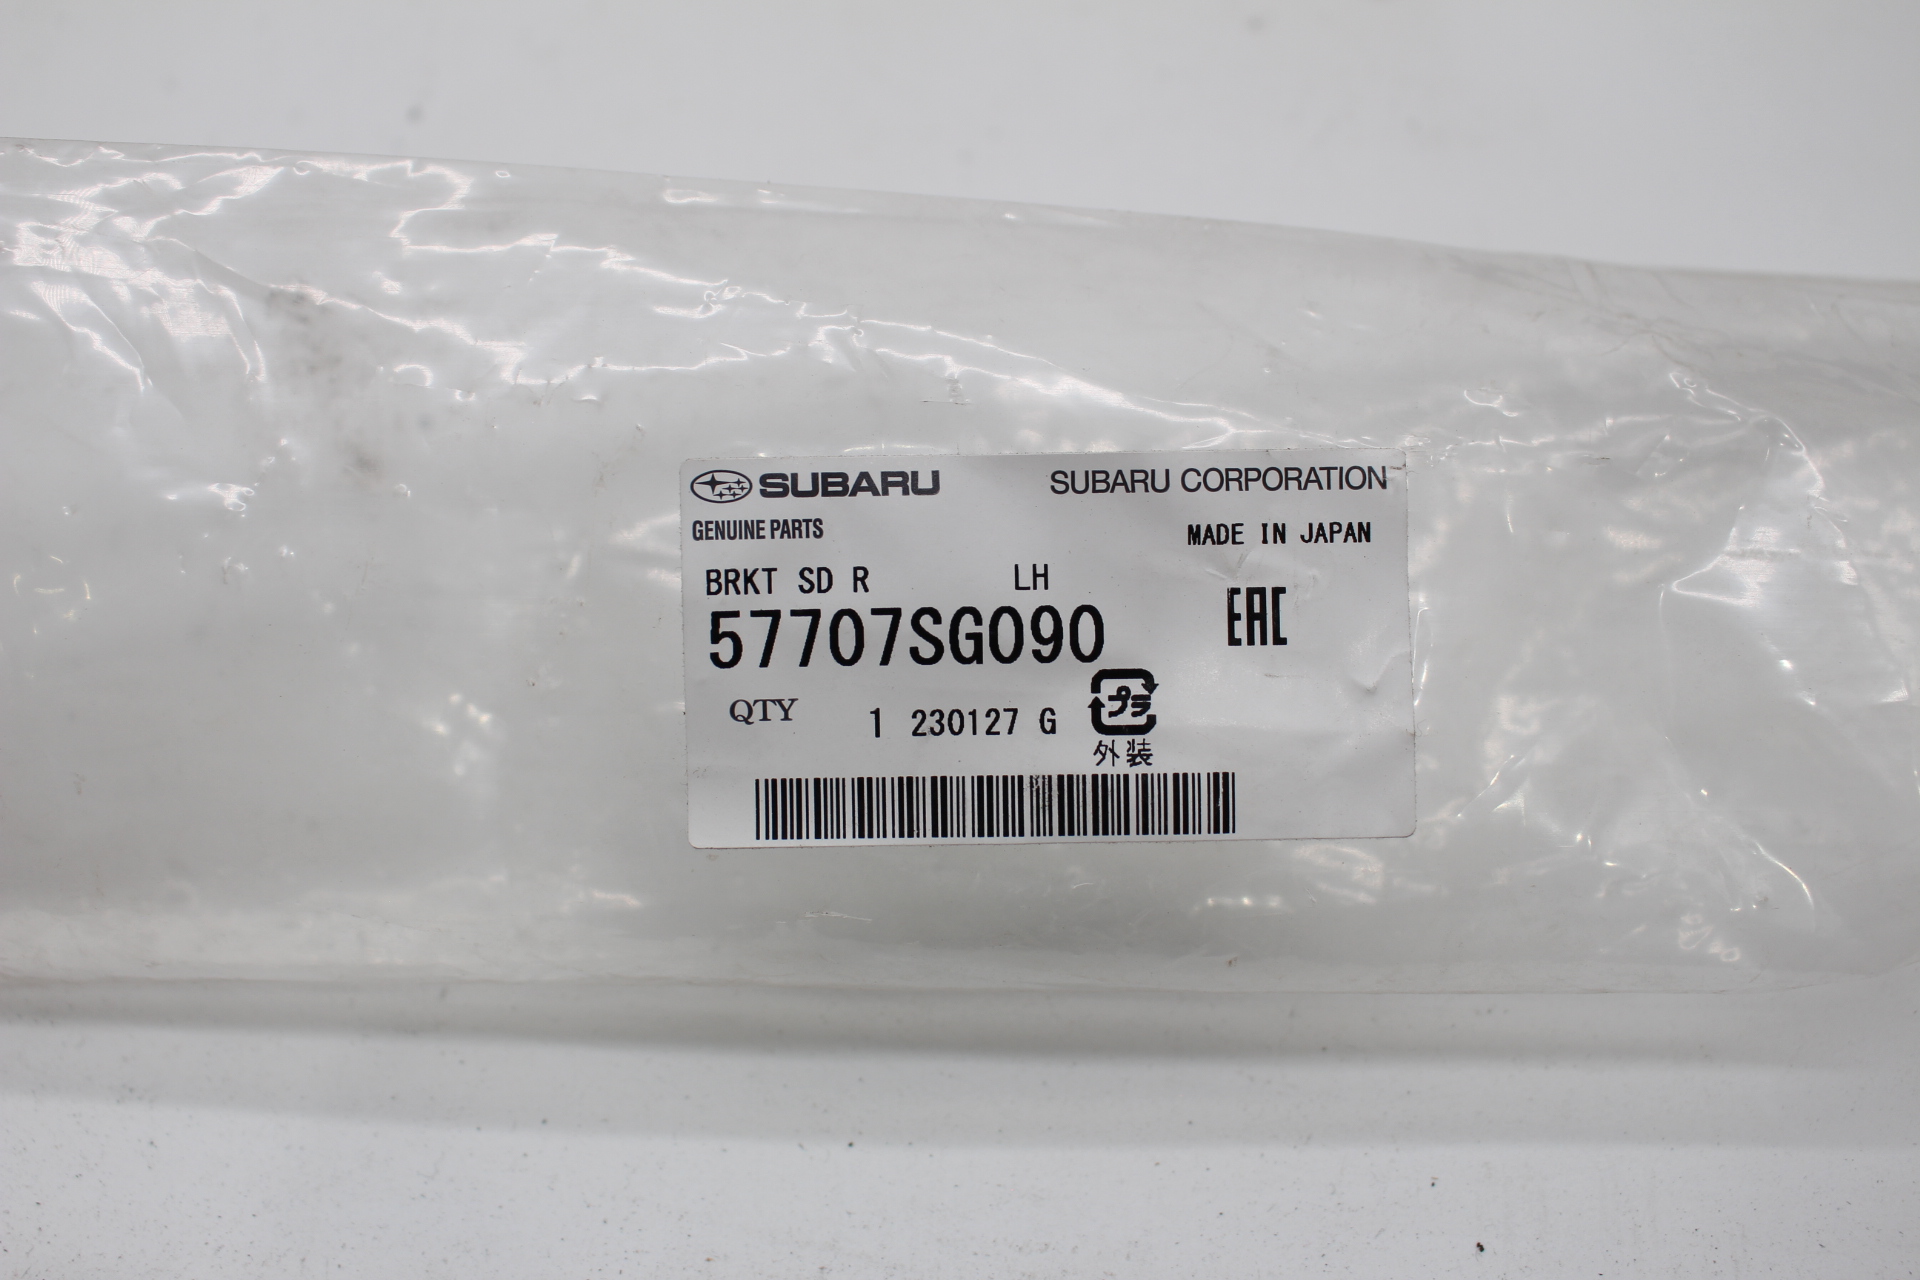 SUBARU SUBARU CORPORATION
GENUINE PARTS MADE IN JAPAN
BRKT SD R LH
57707SG090 EAC
QTY 1 230127 G プラ
外装